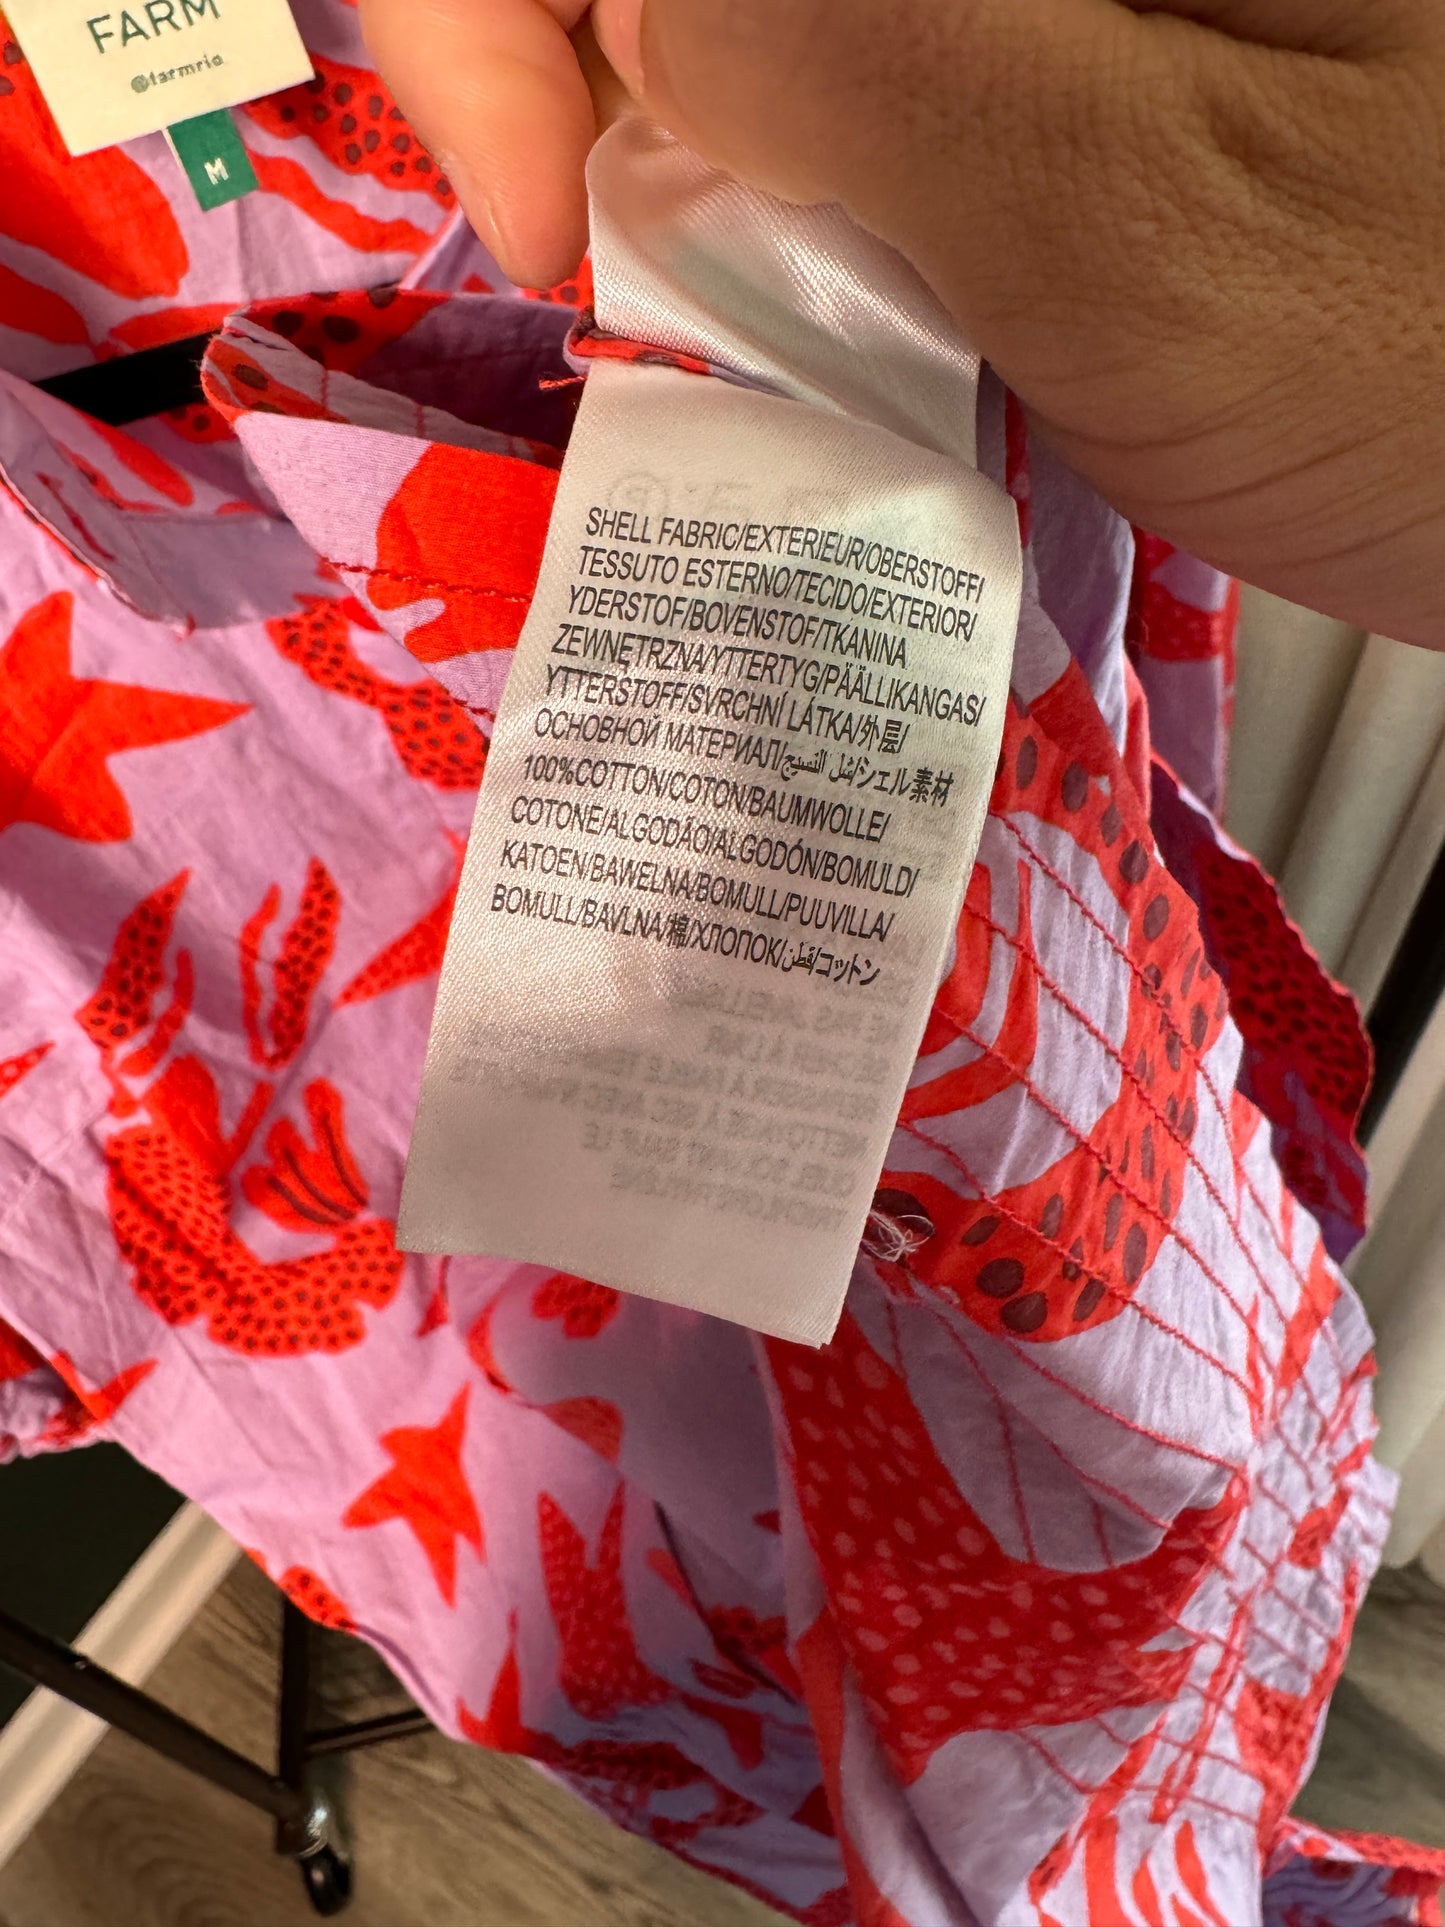 FARM
@farmrio
M
SHELL FABRIC/EXTERIEUR/OBERSTOFF/
TESSUTO ESTERNO/TECIDO/EXTERIOR/
YDERSTOF/BOVENSTOF/TKANINA
ZEWNĘTRZNA/YTTERTYG/PÄÄLLIKANGAS/
YTTERSTOFF/SVRCHNÍ LÁTKA/外层/
ОСНОВНОЙ МАТЕРИАЛ/شل النسيج/シェル素材
100%COTTON/COTON/BAUMWOLLE/
COTONE/ALGODÃO/ALGODÓN/BOMULD/
KATOEN/BAWELNA/BOMULL/PUUVILLA/
BOMULL/BAVLNA/棉/ХЛОПОК/قطن/コットン